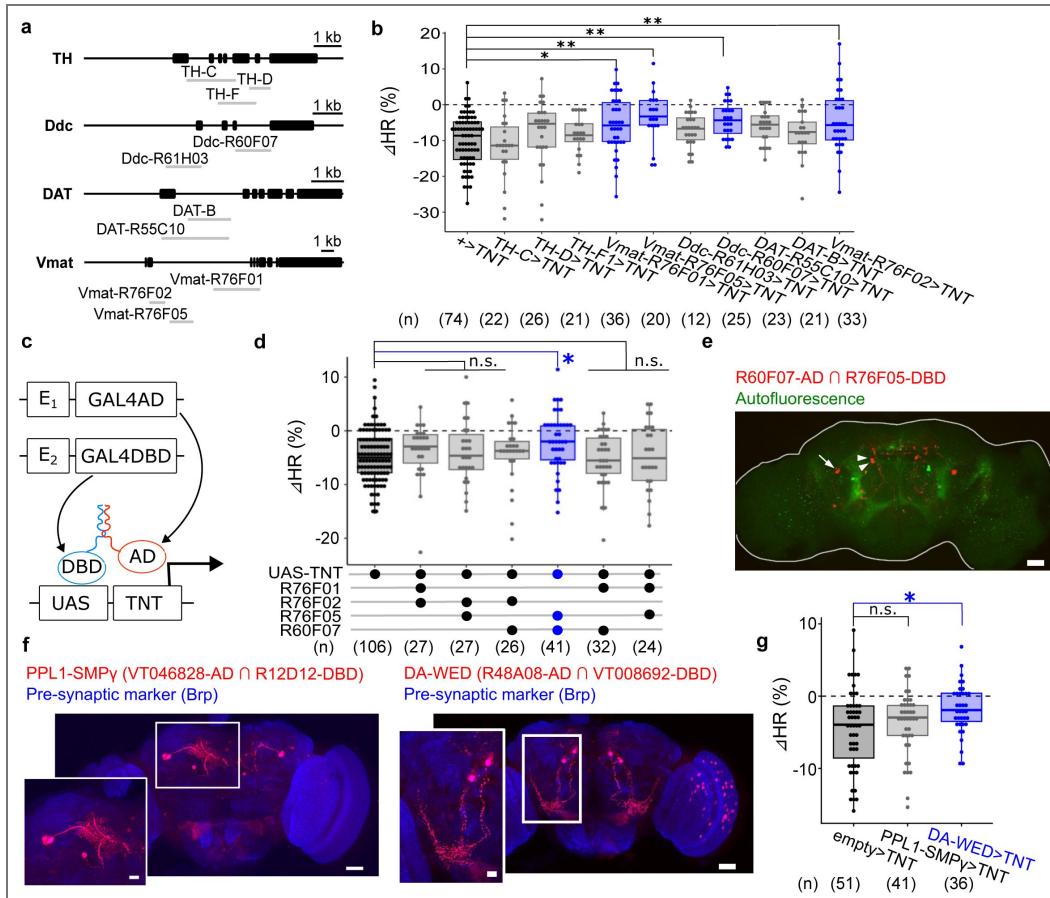 a
1 kb
TH
TH-C
TH-D
TH-F
1 kb
Ddc
Ddc-R60F07
Ddc-R61H03
1 kb
DAT
DAT-B
DAT-R55C10
1 kb
Vmat
Vmat-R76F01
Vmat-R76F02
Vmat-R76F05
b
** 
**
**
*
⊿HR (%)
20
10
0
-10
-20
-30
+>TNT
TH-C>TNT
TH-D>TNT
TH-F1>TNT
Vmat-R76F01>TNT
Vmat-R76F05>TNT
Ddc-R61H03>TNT
Ddc-R60F07>TNT
DAT-R55C10>TNT
DAT-B>TNT
Vmat-R76F02>TNT
(n) (74) (22) (26) (21) (36) (20) (12) (25) (23) (21) (33)
c
E1 GAL4AD
E2 GAL4DBD
DBD AD
UAS TNT
d
n.s. * n.s.
⊿HR (%)
10
0
-10
-20
UAS-TNT
R76F01
R76F02
R76F05
R60F07
(n) (106) (27) (27) (26) (41) (32) (24)
e
R60F07-AD ∩ R76F05-DBD
Autofluorescence
f
PPL1-SMPγ (VT046828-AD ∩ R12D12-DBD)
Pre-synaptic marker (Brp)
DA-WED (R48A08-AD ∩ VT008692-DBD)
Pre-synaptic marker (Brp)
g
*
n.s.
⊿HR (%)
10
0
-10
empty>TNT
PPL1-SMPγ>TNT
DA-WED>TNT
(n) (51) (41) (36)